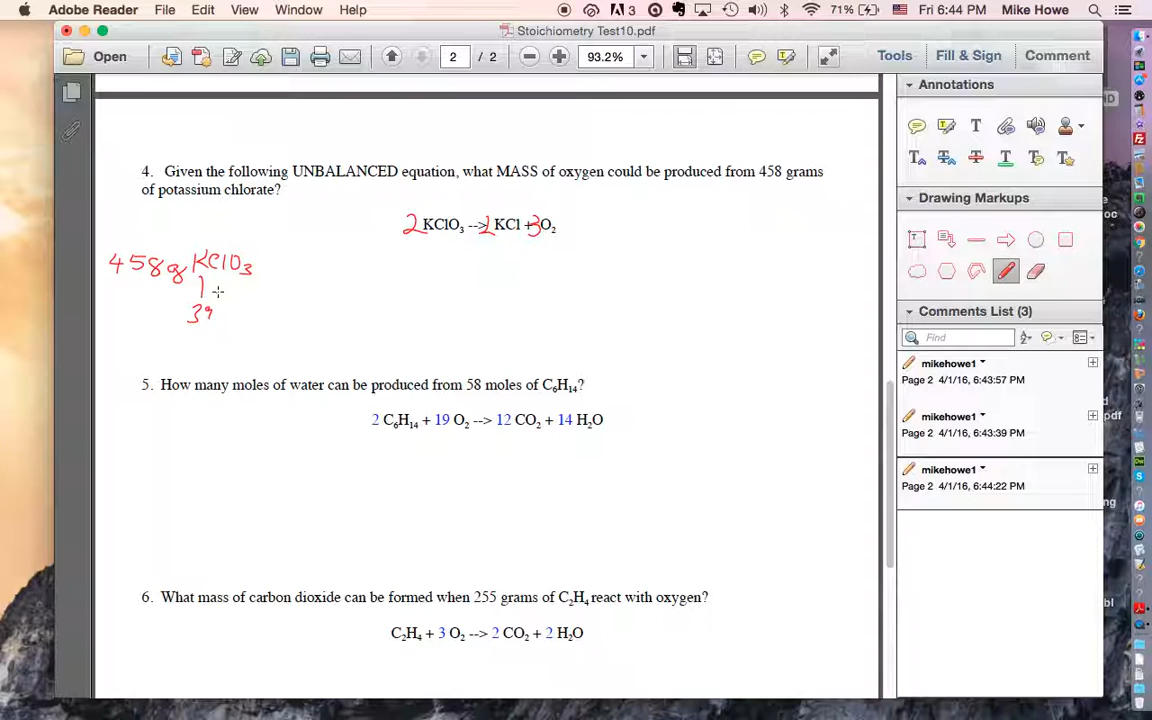 Adobe Reader File Edit View Window Help 3 71% Fri 6:44 PM Mike Howe
Stoichiometry Test10.pdf
Open 2 / 2 93.2% Tools Fill & Sign Comment
Annotations
4. Given the following UNBALANCED equation, what MASS of oxygen could be produced from 458 grams
of potassium chlorate?
2 KClO3 --> 2 KCl + 3 O2
458g KClO3
1
39
5. How many moles of water can be produced from 58 moles of C6H14?
2 C6H14 + 19 O2 --> 12 CO2 + 14 H2O
6. What mass of carbon dioxide can be formed when 255 grams of C2H4 react with oxygen?
C2H4 + 3 O2 --> 2 CO2 + 2 H2O
Drawing Markups
Comments List (3)
Find
mikehowe1
Page 2 4/1/16, 6:43:57 PM
mikehowe1
Page 2 4/1/16, 6:43:39 PM
mikehowe1
Page 2 4/1/16, 6:44:22 PM